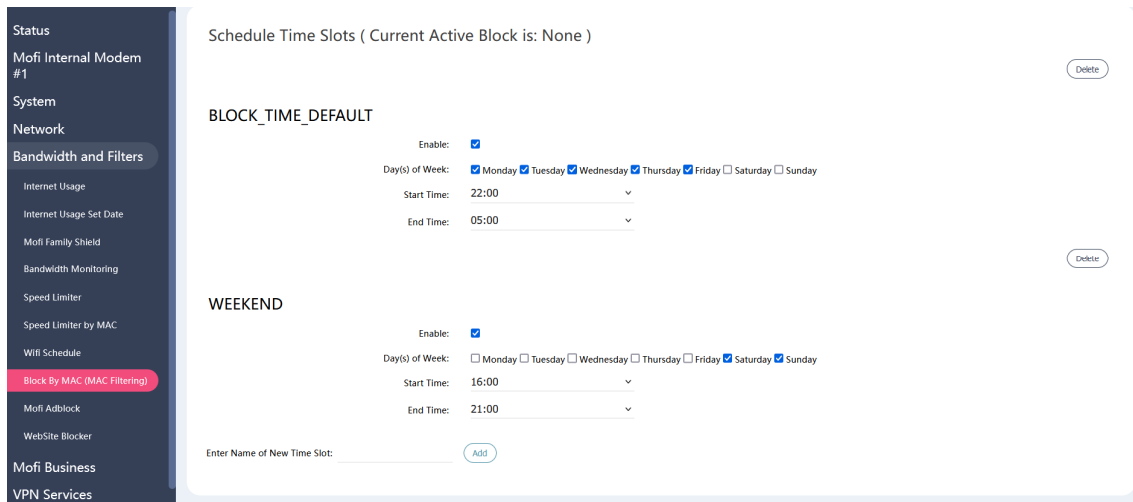 Status
Mofi Internal Modem
#1
System
Network
Bandwidth and Filters
Internet Usage
Internet Usage Set Date
Mofi Family Shield
Bandwidth Monitoring
Speed Limiter
Speed Limiter by MAC
Wifi Schedule
Block By MAC (MAC Filtering)
Mofi Adblock
WebSite Blocker
Mofi Business
VPN Services
Schedule Time Slots ( Current Active Block is: None )
Delete
BLOCK_TIME_DEFAULT
Enable:
Day(s) of Week: Monday Tuesday Wednesday Thursday Friday Saturday Sunday
Start Time: 22:00
End Time: 05:00
Delete
WEEKEND
Enable:
Day(s) of Week: Monday Tuesday Wednesday Thursday Friday Saturday Sunday
Start Time: 16:00
End Time: 21:00
Enter Name of New Time Slot: Add